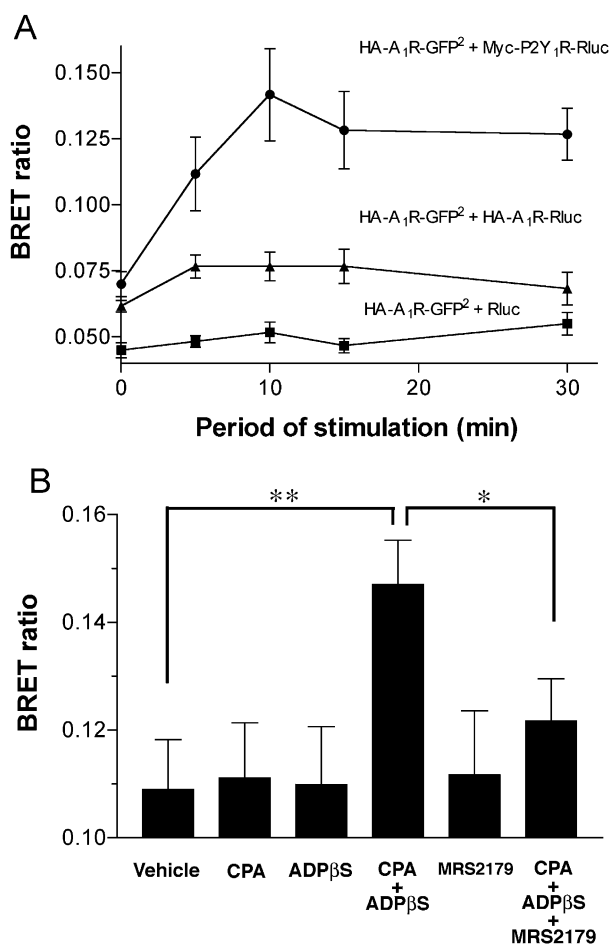 A
HA-A₁R-GFP² + Myc-P2Y₁R-Rluc
0.150
0.125
HA-A₁R-GFP² + HA-A₁R-Rluc
0.100
0.075
HA-A₁R-GFP² + Rluc
0.050
BRET ratio
0 10 20 30
Period of stimulation (min)
B
** *
0.16
0.14
0.12
0.10
BRET ratio
Vehicle
CPA
ADPβS
CPA
+
ADPβS
MRS2179
CPA
+
ADPβS
+
MRS2179